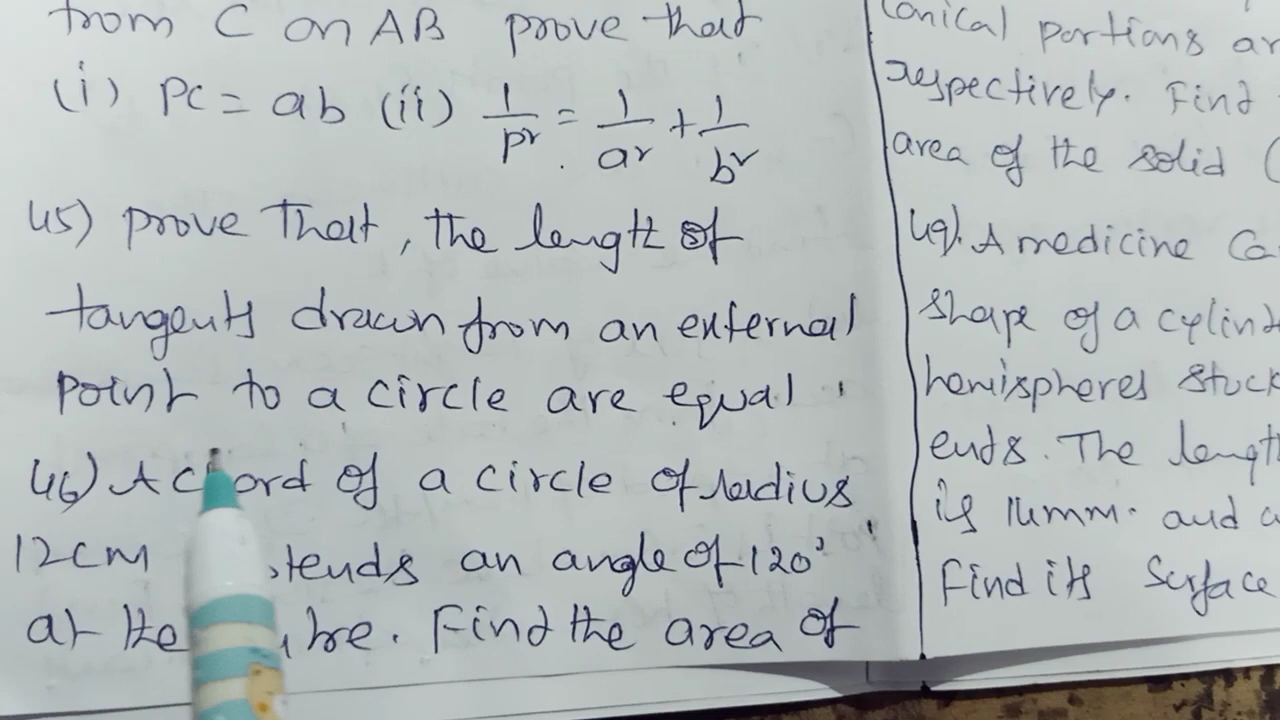 from C on AB prove that
(i) PC = ab (ii) 1/p² = 1/a² + 1/b²
45) prove that, the length of
tangents drawn from an external
point to a circle are equal.
46) A chord of a circle of radius
12cm tends an angle of 120°
at the tre. Find the area of
Conical portions ar
respectively. Find
area of the solid (
49). A medicine Ca
shape of a cylind
hemispheres stuck
ends. The length
is 14mm. and a
Find its Surface